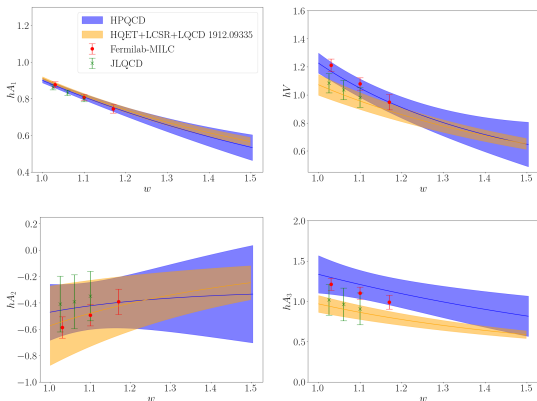 HPQCD
HQET+LCSR+LQCD 1912.09335
Fermilab-MILC
JLQCD
1.2
1.0
0.8
0.6
0.4
hA₁
1.0 1.1 1.2 1.3 1.4 1.5
w
1.6
1.4
1.2
1.0
0.8
0.6
hV
1.0 1.1 1.2 1.3 1.4 1.5
w
0.2
0.0
−0.2
−0.4
−0.6
−0.8
−1.0
hA₂
1.0 1.1 1.2 1.3 1.4 1.5
w
2.0
1.5
1.0
0.5
0.0
hA₃
1.0 1.1 1.2 1.3 1.4 1.5
w